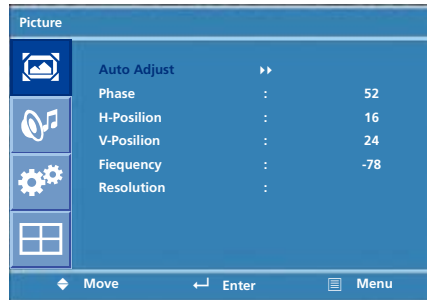 Picture
Auto Adjust
Phase : 52
H-Posilion : 16
V-Posilion : 24
Fiequency : -78
Resolution :
Move Enter Menu